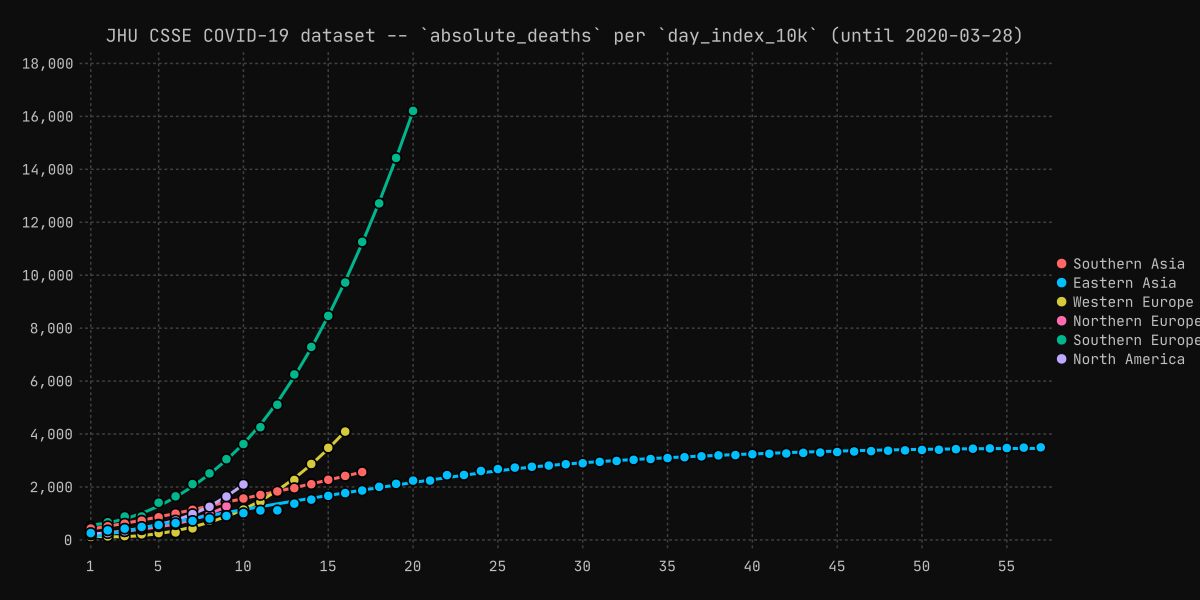 JHU CSSE COVID-19 dataset -- `absolute_deaths` per `day_index_10k` (until 2020-03-28)
18,000
16,000
14,000
12,000
10,000
8,000
6,000
4,000
2,000
0
1 5 10 15 20 25 30 35 40 45 50 55
Southern Asia
Eastern Asia
Western Europe
Northern Europe
Southern Europe
North America